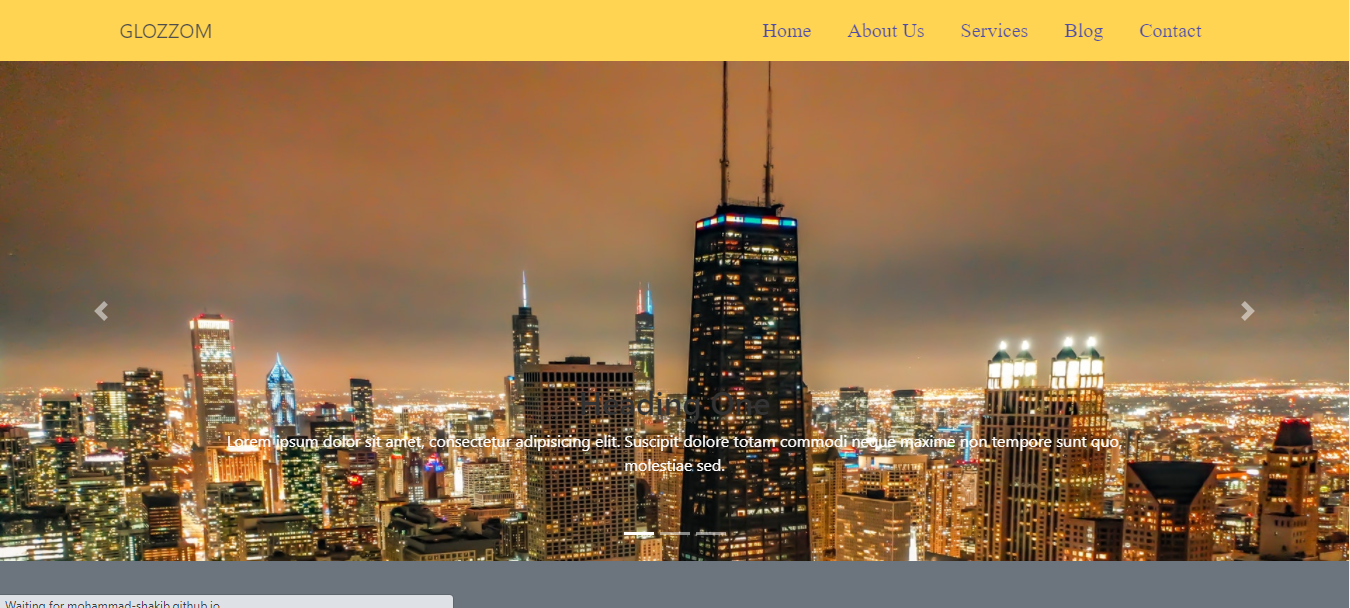 GLOZZOM
Home About Us Services Blog Contact
Heading One
Lorem ipsum dolor sit amet, consectetur adipisicing elit. Suscipit dolore totam commodi neque maxime non tempore sunt quo,
molestiae sed.
Waiting for mohammad-shakib.github.io